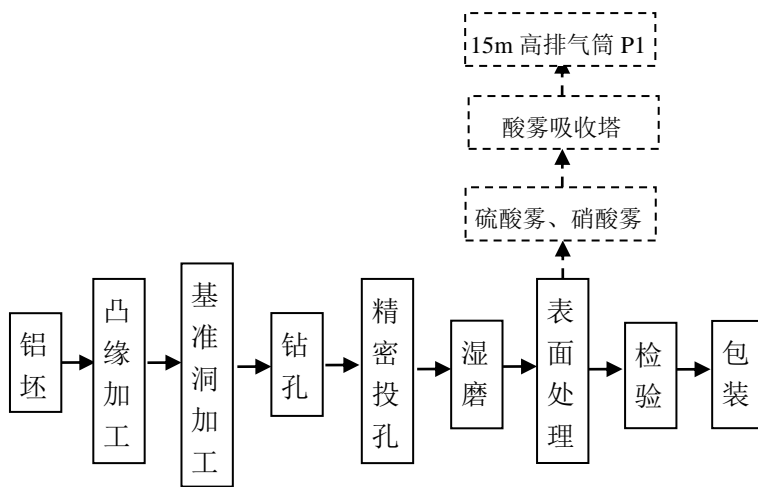 15m 高排气筒 P1
酸雾吸收塔
硫酸雾、硝酸雾
铝坯
凸缘加工
基准洞加工
钻孔
精密投孔
湿磨
表面处理
检验
包装